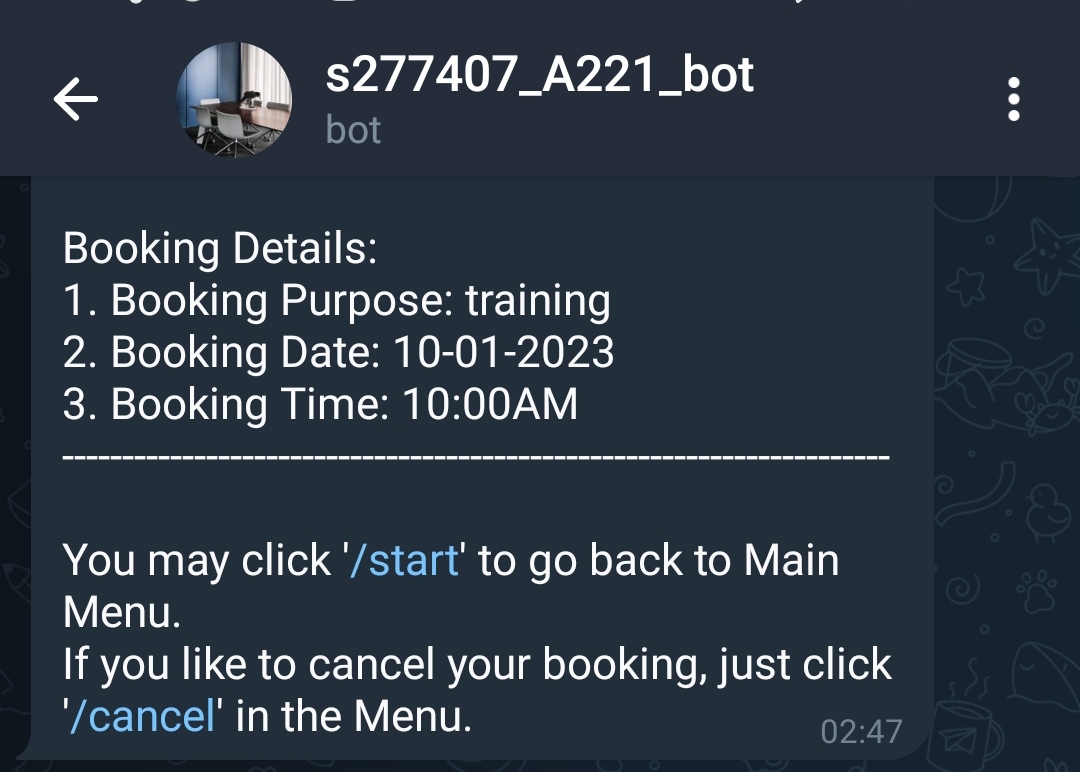 s277407_A221_bot
bot
Booking Details:
1. Booking Purpose: training
2. Booking Date: 10-01-2023
3. Booking Time: 10:00AM
---------------------------------------------------------------------
You may click '/start' to go back to Main
Menu.
If you like to cancel your booking, just click
'/cancel' in the Menu.
02:47